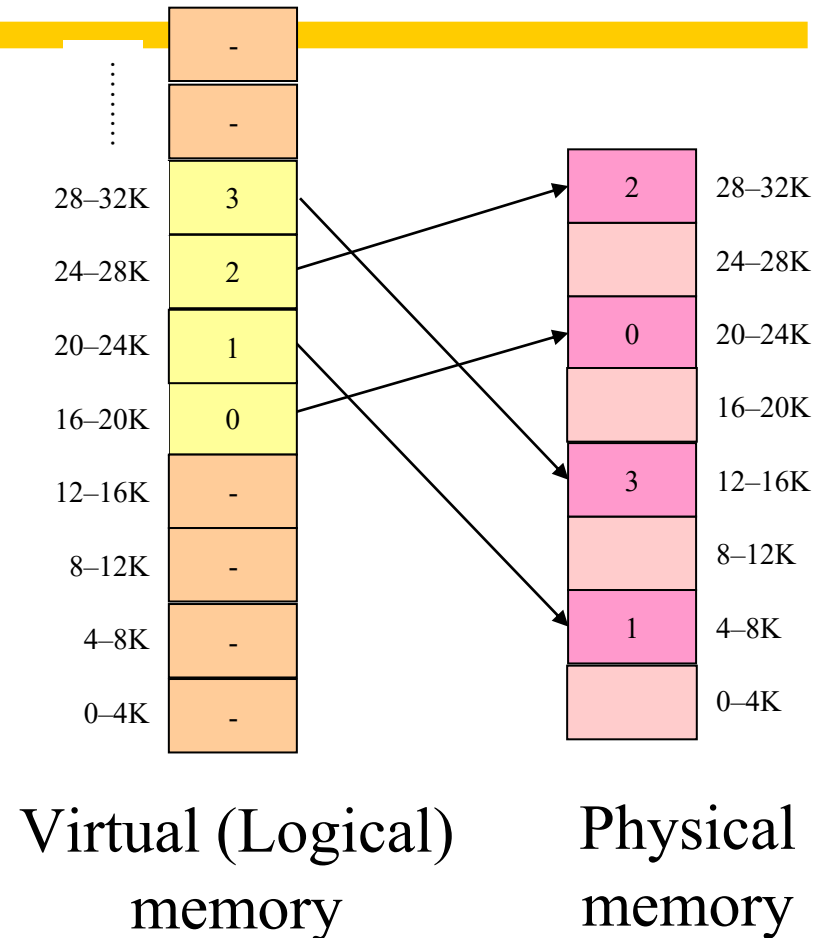 -
-
28–32K 3 2 28–32K
24–28K 2 24–28K
20–24K 1 0 20–24K
16–20K 0 16–20K
12–16K - 3 12–16K
8–12K - 8–12K
4–8K - 1 4–8K
0–4K - 0–4K
Virtual (Logical) Physical
memory memory